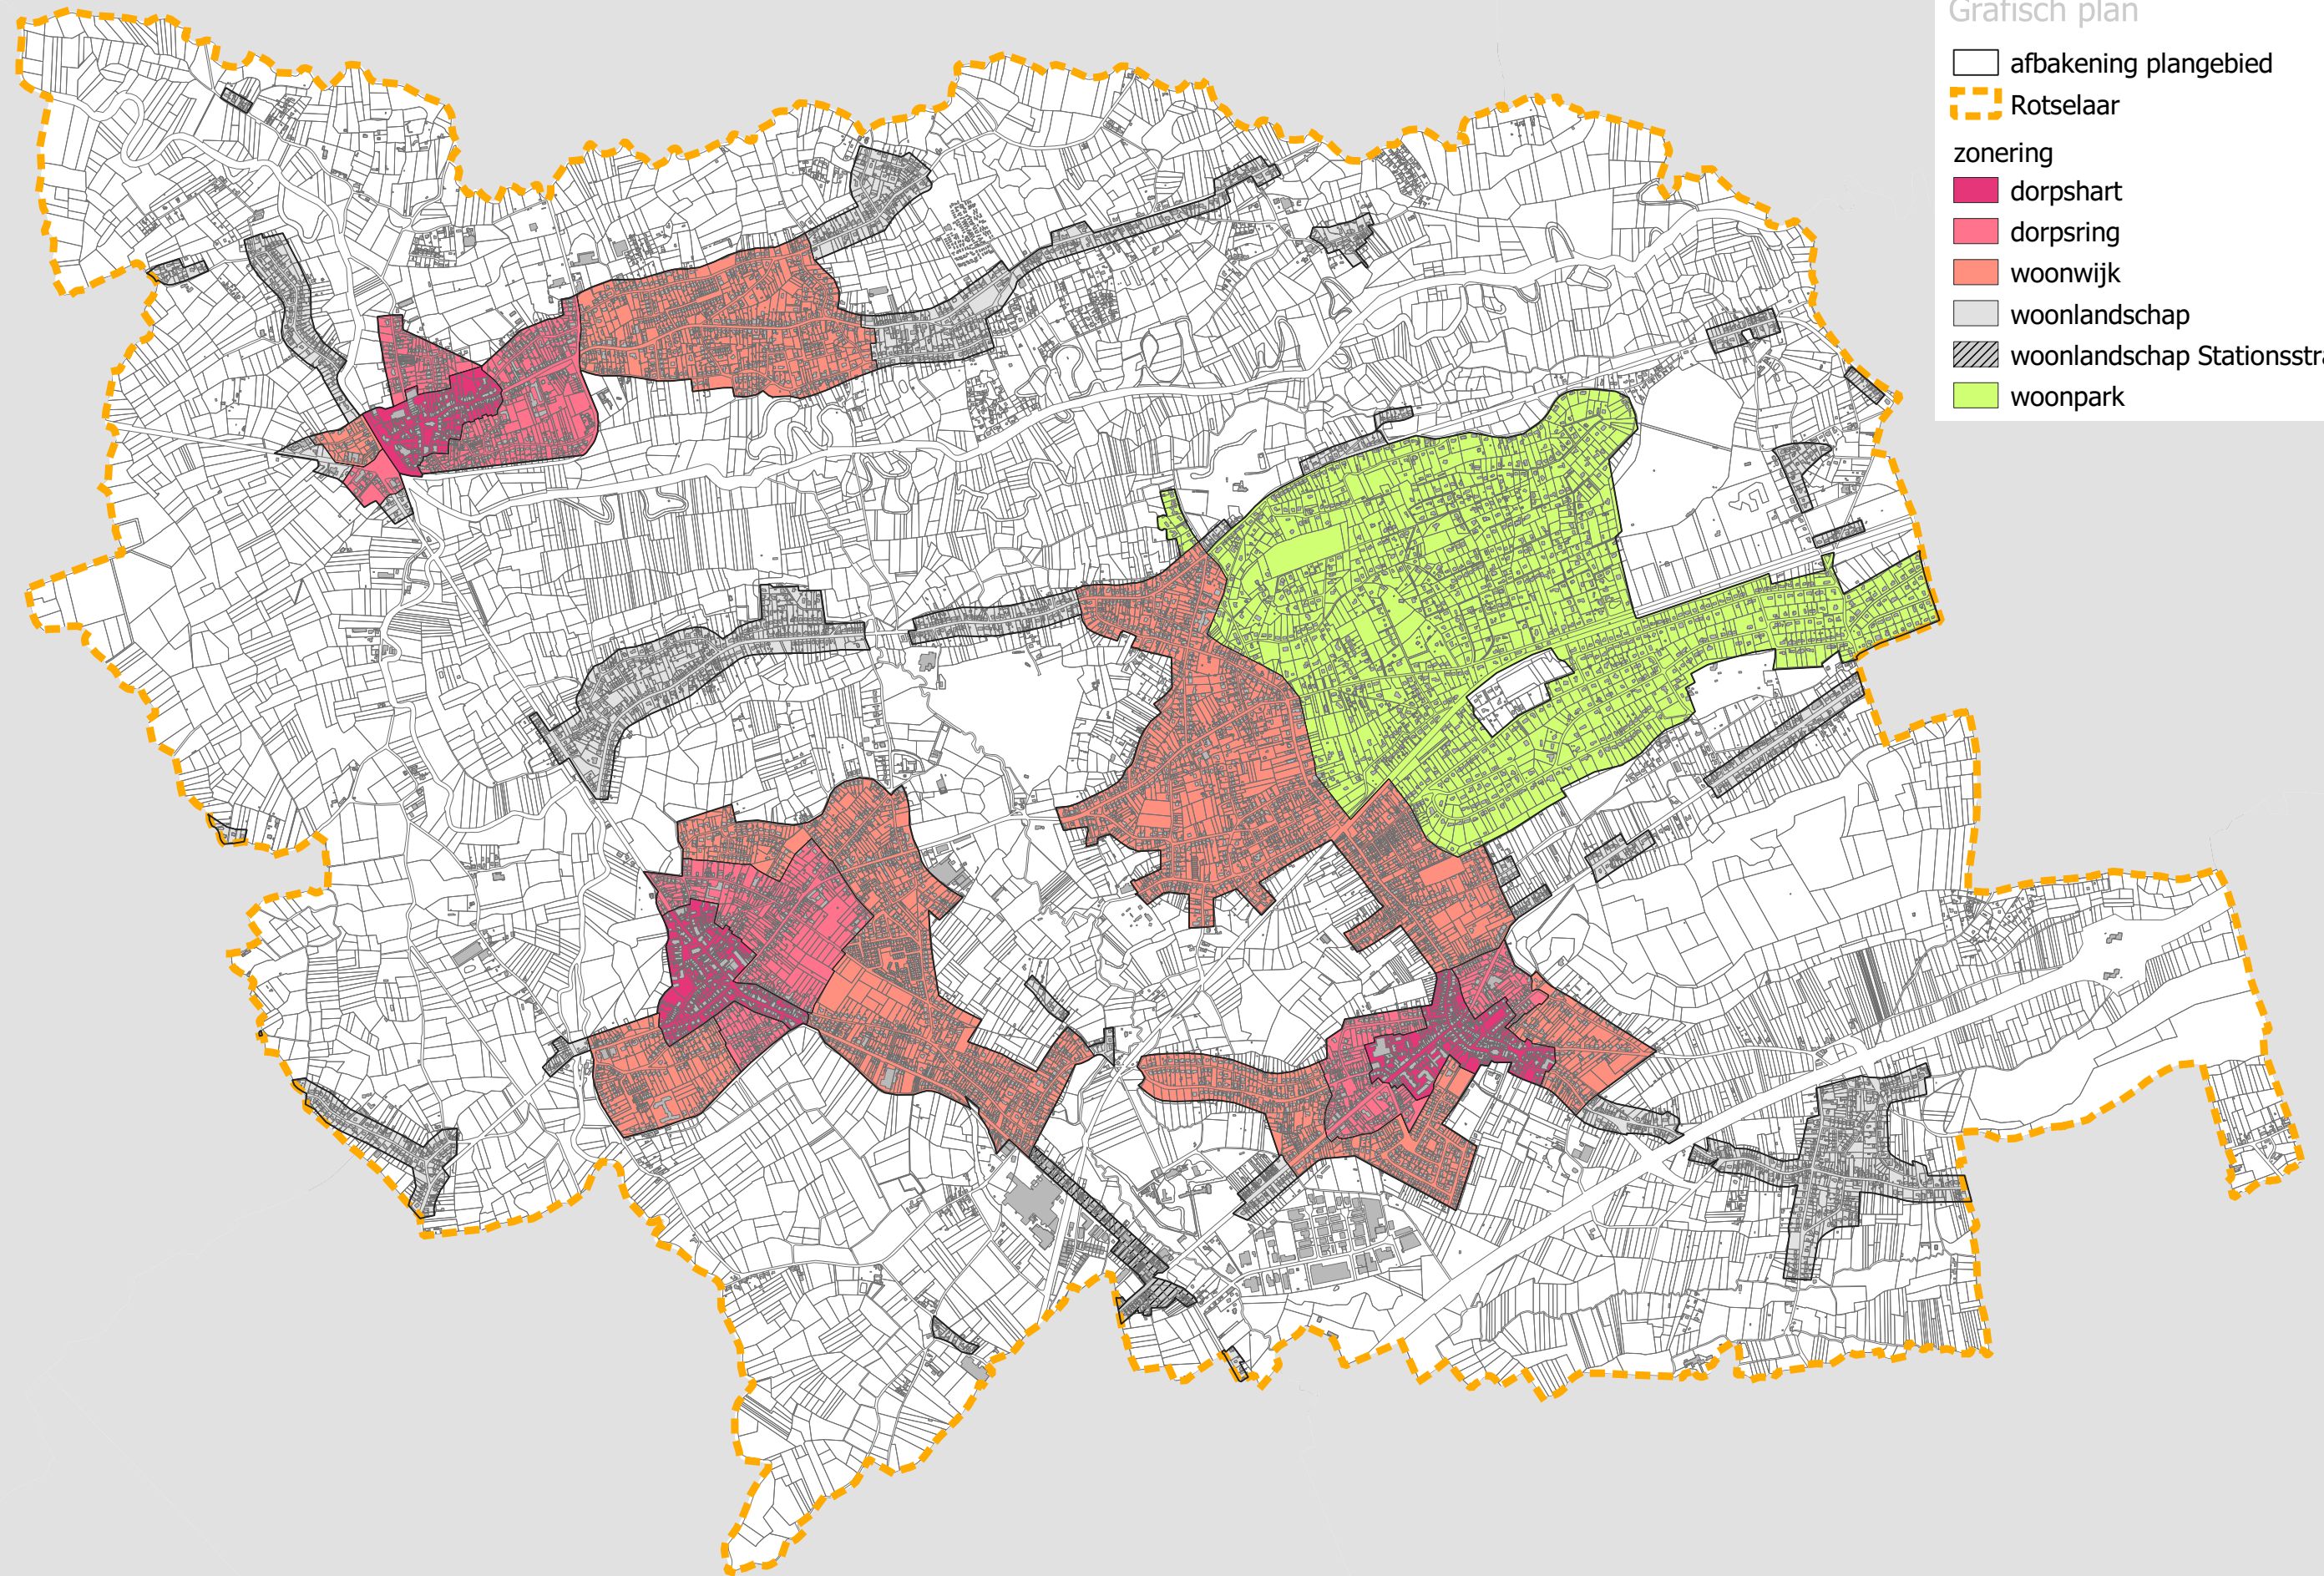 Grafisch plan
afbakening plangebied
Rotselaar
zonering
dorpshart
dorpsring
woonwijk
woonlandschap
woonlandschap Stationsstra
woonpark